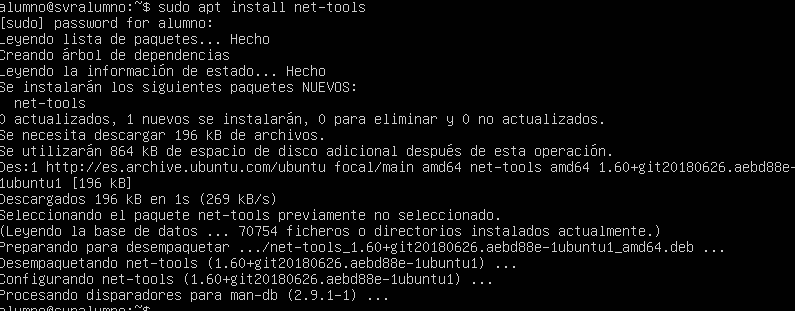 alumno@svralumno:~$ sudo apt install net-tools
[sudo] password for alumno:
Leyendo lista de paquetes... Hecho
Creando árbol de dependencias
Leyendo la información de estado... Hecho
Se instalarán los siguientes paquetes NUEVOS:
  net-tools
0 actualizados, 1 nuevos se instalarán, 0 para eliminar y 0 no actualizados.
Se necesita descargar 196 kB de archivos.
Se utilizarán 864 kB de espacio de disco adicional después de esta operación.
Des:1 http://es.archive.ubuntu.com/ubuntu focal/main amd64 net-tools amd64 1.60+git20180626.aebd88e-
1ubuntu1 [196 kB]
Descargados 196 kB en 1s (269 kB/s)
Seleccionando el paquete net-tools previamente no seleccionado.
(Leyendo la base de datos ... 70754 ficheros o directorios instalados actualmente.)
Preparando para desempaquetar .../net-tools_1.60+git20180626.aebd88e-1ubuntu1_amd64.deb ...
Desempaquetando net-tools (1.60+git20180626.aebd88e-1ubuntu1) ...
Configurando net-tools (1.60+git20180626.aebd88e-1ubuntu1) ...
Procesando disparadores para man-db (2.9.1-1) ...
alumno@svralumno:~$